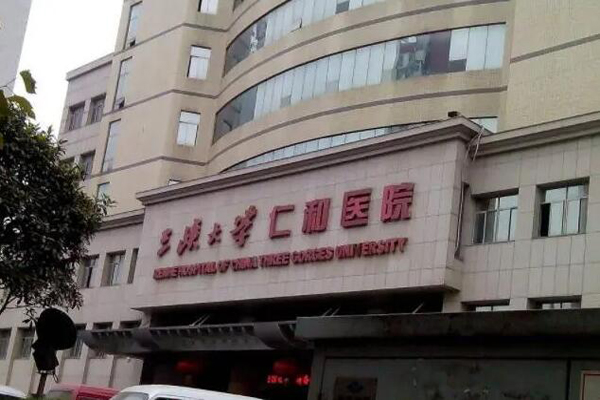 三峡大学仁和医院
RENHE HOSPITAL OF CHINA THREE GORGES UNIVERSITY